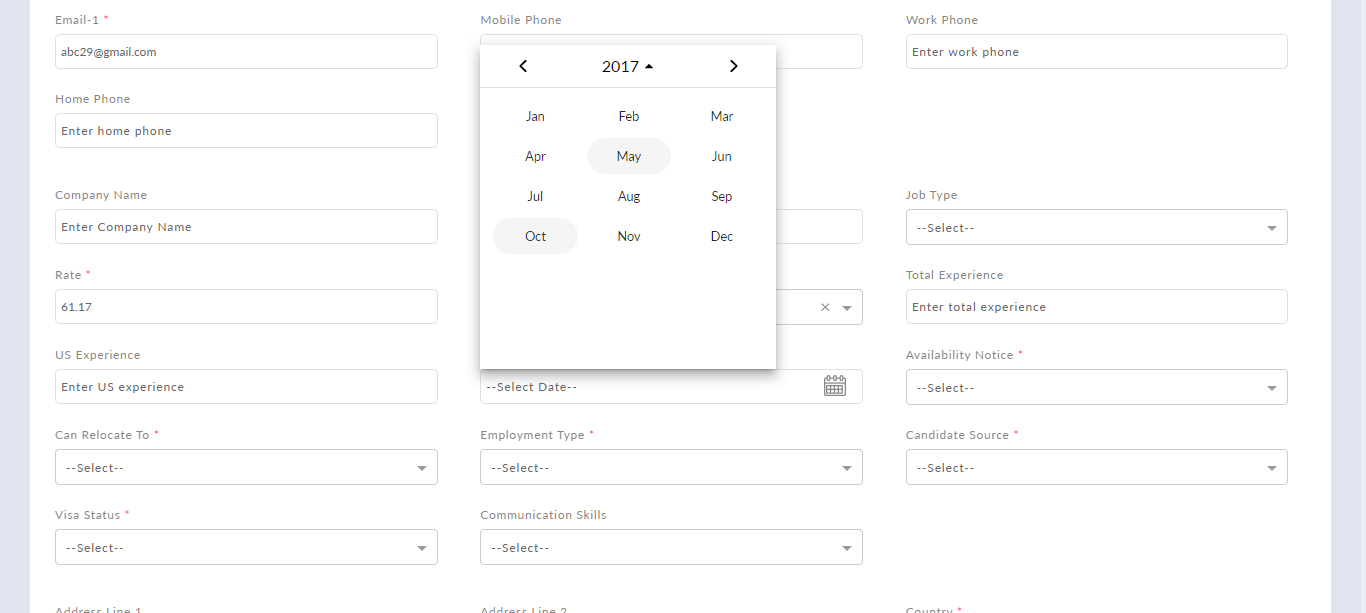 Email-1 *
Mobile Phone
Work Phone
abc29@gmail.com
Enter work phone
2017
Home Phone
Enter home phone
Jan Feb Mar
Apr May Jun
Jul Aug Sep
Oct Nov Dec
Company Name
Job Type
Enter Company Name
--Select--
Rate *
Total Experience
61.17
Enter total experience
US Experience
Availability Notice *
Enter US experience
--Select Date--
--Select--
Can Relocate To *
Employment Type *
Candidate Source *
--Select--
--Select--
--Select--
Visa Status *
Communication Skills
--Select--
--Select--
Address Line 1
Address Line 2
Country *